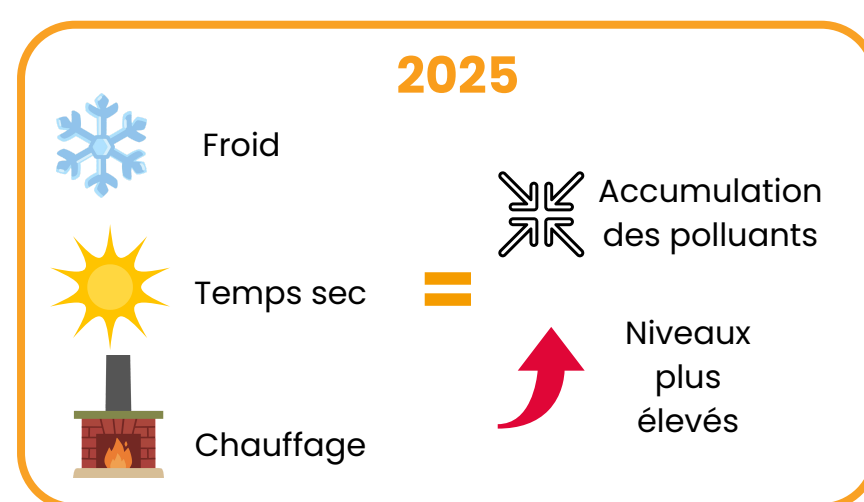 2025
Froid
Temps sec
Chauffage
Accumulation
des polluants
Niveaux
plus
élevés